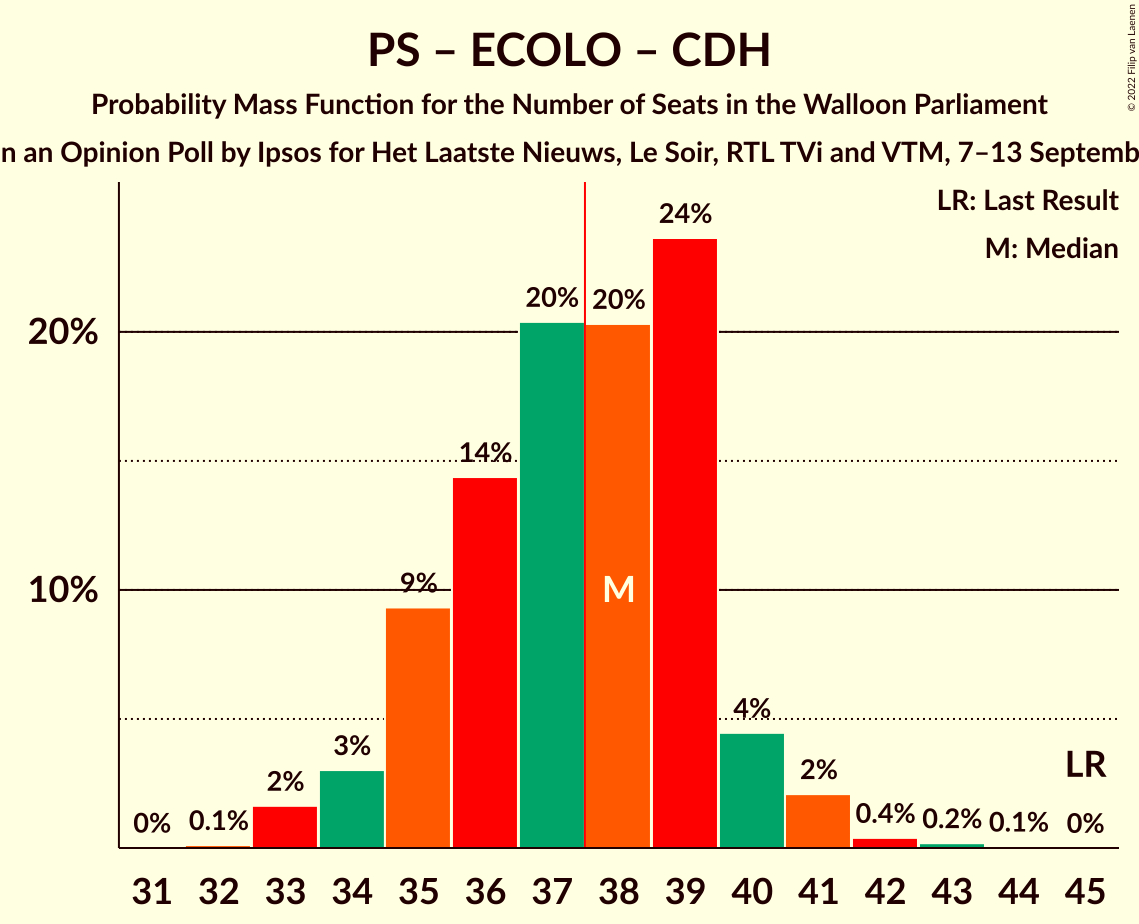 PS – ECOLO – CDH
Probability Mass Function for the Number of Seats in the Walloon Parliament
n an Opinion Poll by Ipsos for Het Laatste Nieuws, Le Soir, RTL TVi and VTM, 7–13 Septemb
© 2022 Filip van Laenen
LR: Last Result
M: Median
24%
20% 20%
20%
14%
9%
10%
M
4%
3%
2%
2%
LR
0% 0.1% 0.4% 0.2% 0.1% 0%
31 32 33 34 35 36 37 38 39 40 41 42 43 44 45